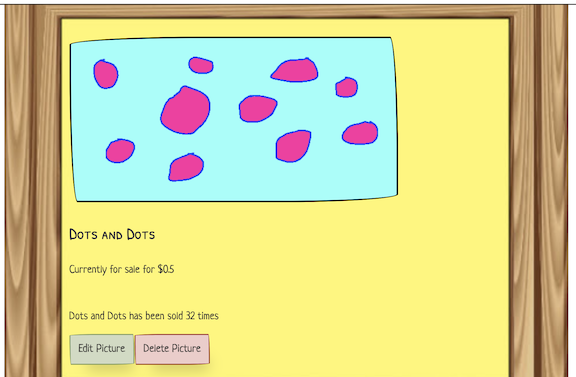 Dots and Dots
Currently for sale for $0.5
Dots and Dots has been sold 32 times
Edit Picture Delete Picture